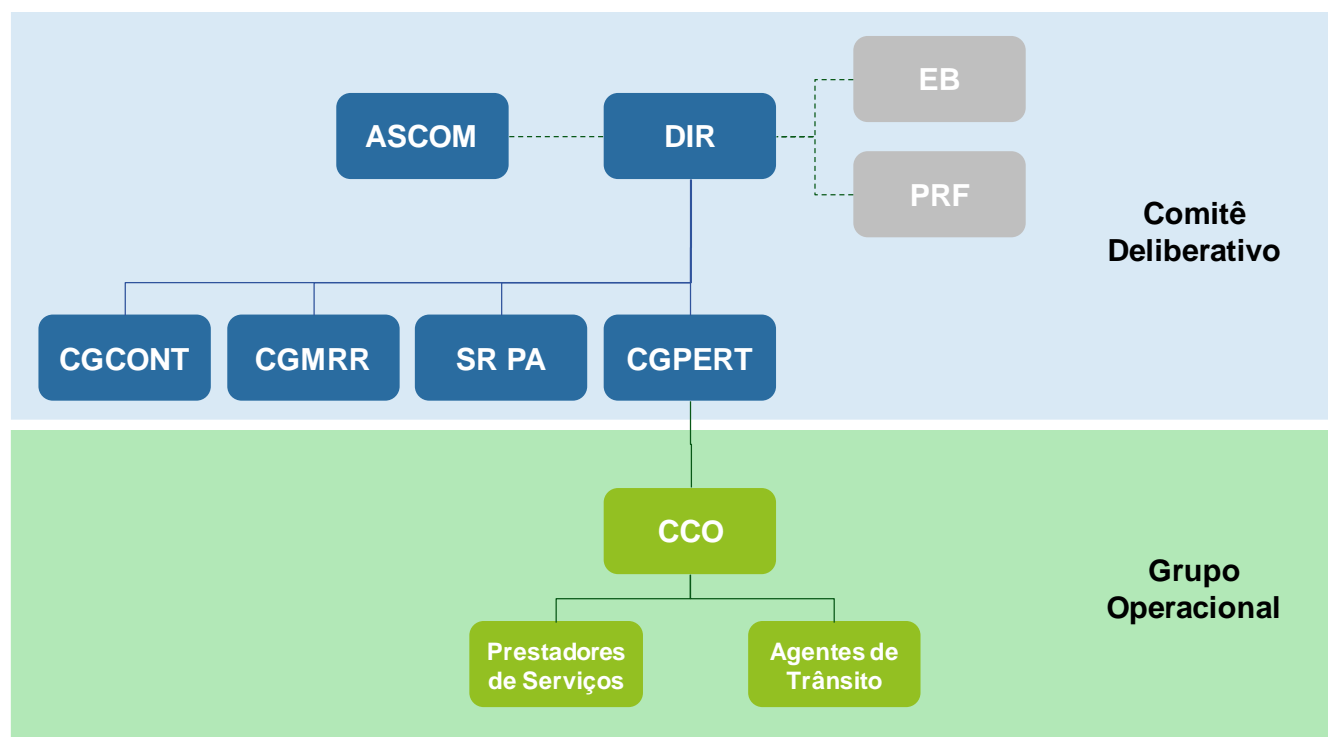 EB
ASCOM
DIR
PRF
Comitê
Deliberativo
CGCONT
CGMRR
SR PA
CGPERT
CCO
Grupo
Operacional
Prestadores
de Serviços
Agentes de
Trânsito